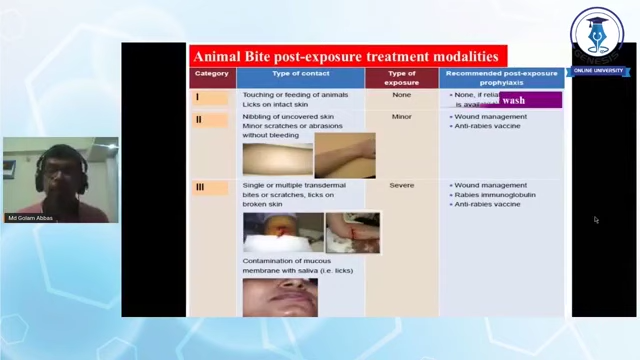 Animal Bite post-exposure treatment modalities
Category
Type of contact
Type of exposure
Recommended post-exposure prophylaxis
I
Touching or feeding of animals
Licks on intact skin
None
• None, if
is
wash
II
Nibbling of uncovered skin
Minor scratches or abrasions
without bleeding
Minor
• Wound management
• Anti-rabies vaccine
III
Single or multiple transdermal
bites or scratches, licks on
broken skin
Severe
• Wound management
• Rabies immunoglobulin
• Anti-rabies vaccine
Contamination of mucous
membrane with saliva (i.e. licks)
Md Golam Abbas
GENESIS
ONLINE UNIVERSITY